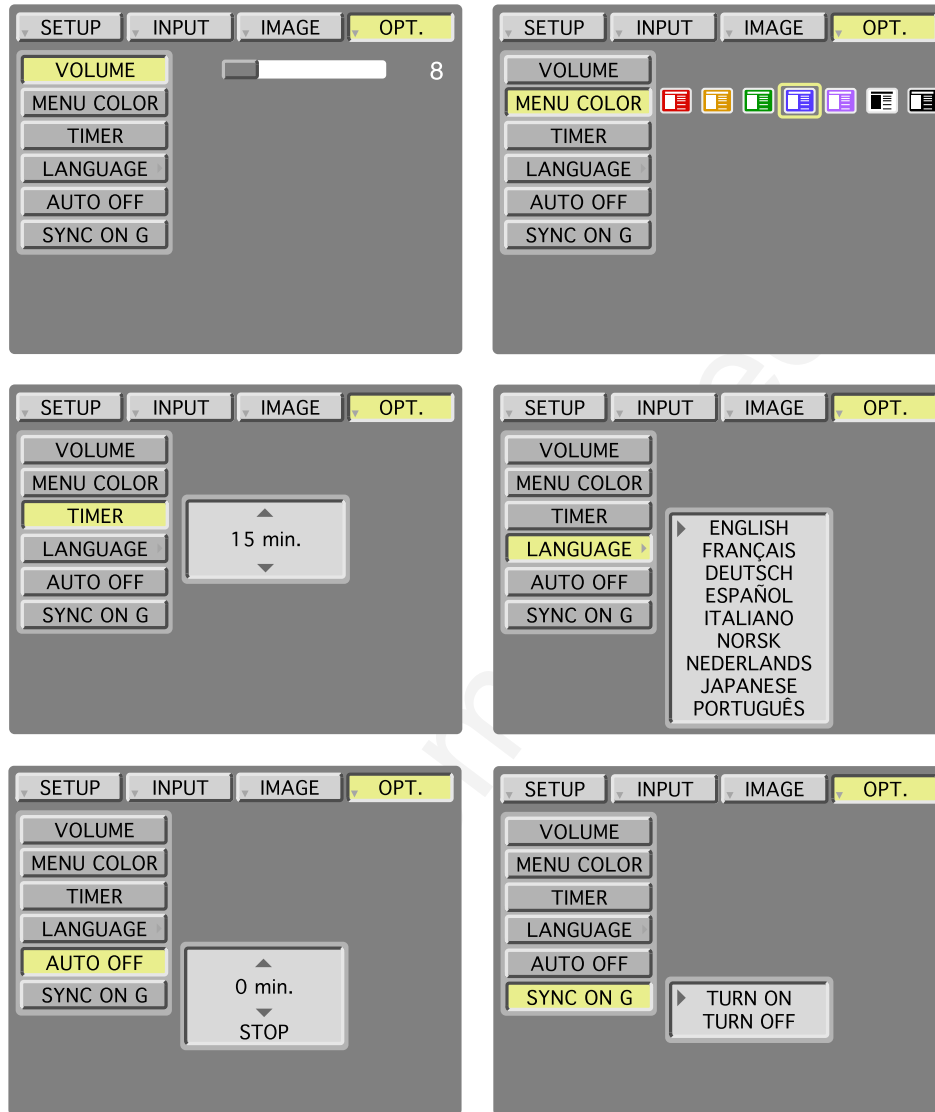 SETUP INPUT IMAGE OPT.
VOLUME 8
MENU COLOR
TIMER
LANGUAGE
AUTO OFF
SYNC ON G
SETUP INPUT IMAGE OPT.
VOLUME
MENU COLOR
TIMER
LANGUAGE
AUTO OFF
SYNC ON G
SETUP INPUT IMAGE OPT.
VOLUME
MENU COLOR
TIMER
15 min.
LANGUAGE
AUTO OFF
SYNC ON G
SETUP INPUT IMAGE OPT.
VOLUME
MENU COLOR
TIMER
LANGUAGE
AUTO OFF
SYNC ON G
ENGLISH
FRANÇAIS
DEUTSCH
ESPAÑOL
ITALIANO
NORSK
NEDERLANDS
JAPANESE
PORTUGUÊS
SETUP INPUT IMAGE OPT.
VOLUME
MENU COLOR
TIMER
LANGUAGE
AUTO OFF
SYNC ON G
0 min.
STOP
SETUP INPUT IMAGE OPT.
VOLUME
MENU COLOR
TIMER
LANGUAGE
AUTO OFF
SYNC ON G
TURN ON
TURN OFF